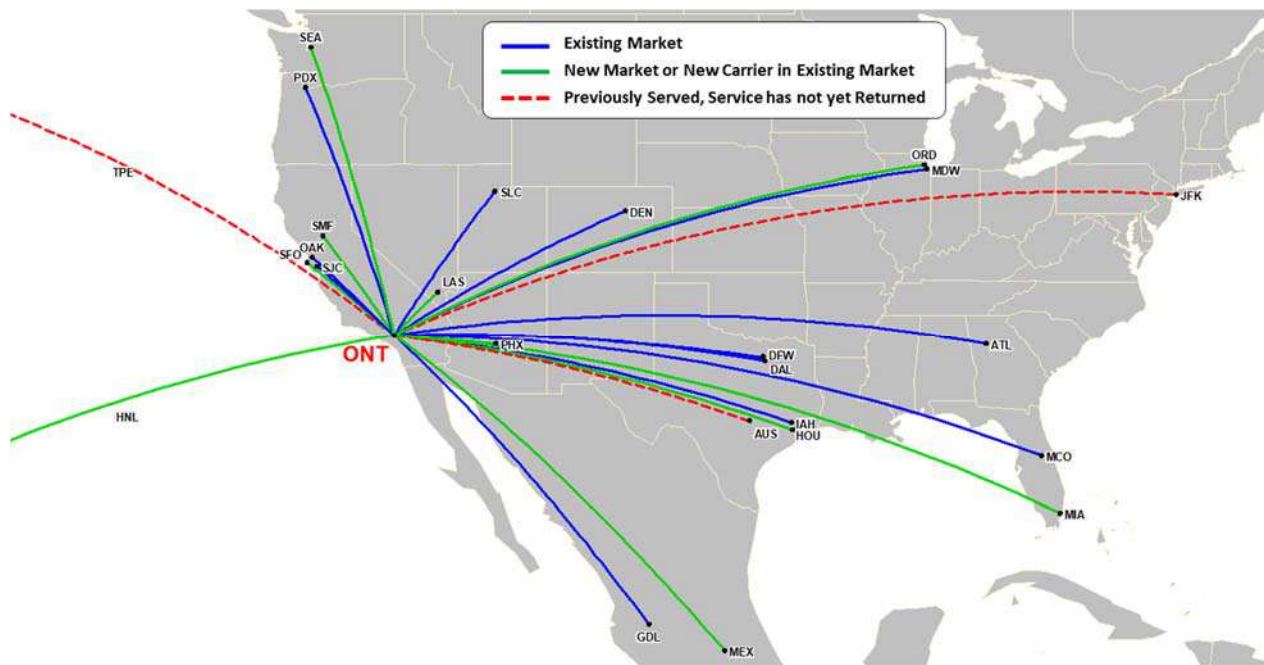 SEA
Existing Market
New Market or New Carrier in Existing Market
PDX
Previously Served, Service has not yet Returned
ORD
MDW
TPE
SLC
JFK
DEN
SMF
OAK
SFO
SJC
LAS
ONT
PHX
ATL
DFW
DAL
HNL
IAH
AUS
HOU
MCO
MIA
GDL
MEX